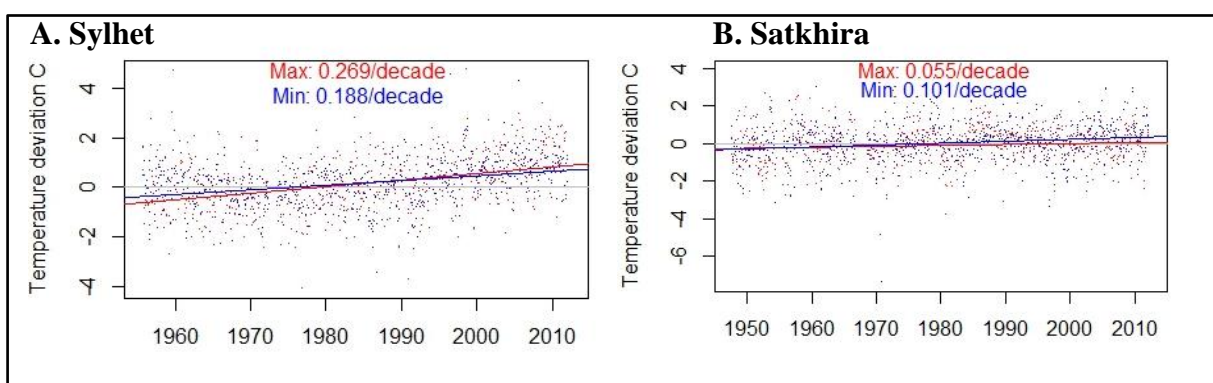 A. Sylhet
Temperature deviation C
Max: 0.269/decade
Min: 0.188/decade
4
2
0
-2
-4
1960 1970 1980 1990 2000 2010
B. Satkhira
Temperature deviation C
Max: 0.055/decade
Min: 0.101/decade
4
2
0
-2
-4
-6
1950 1960 1970 1980 1990 2000 2010